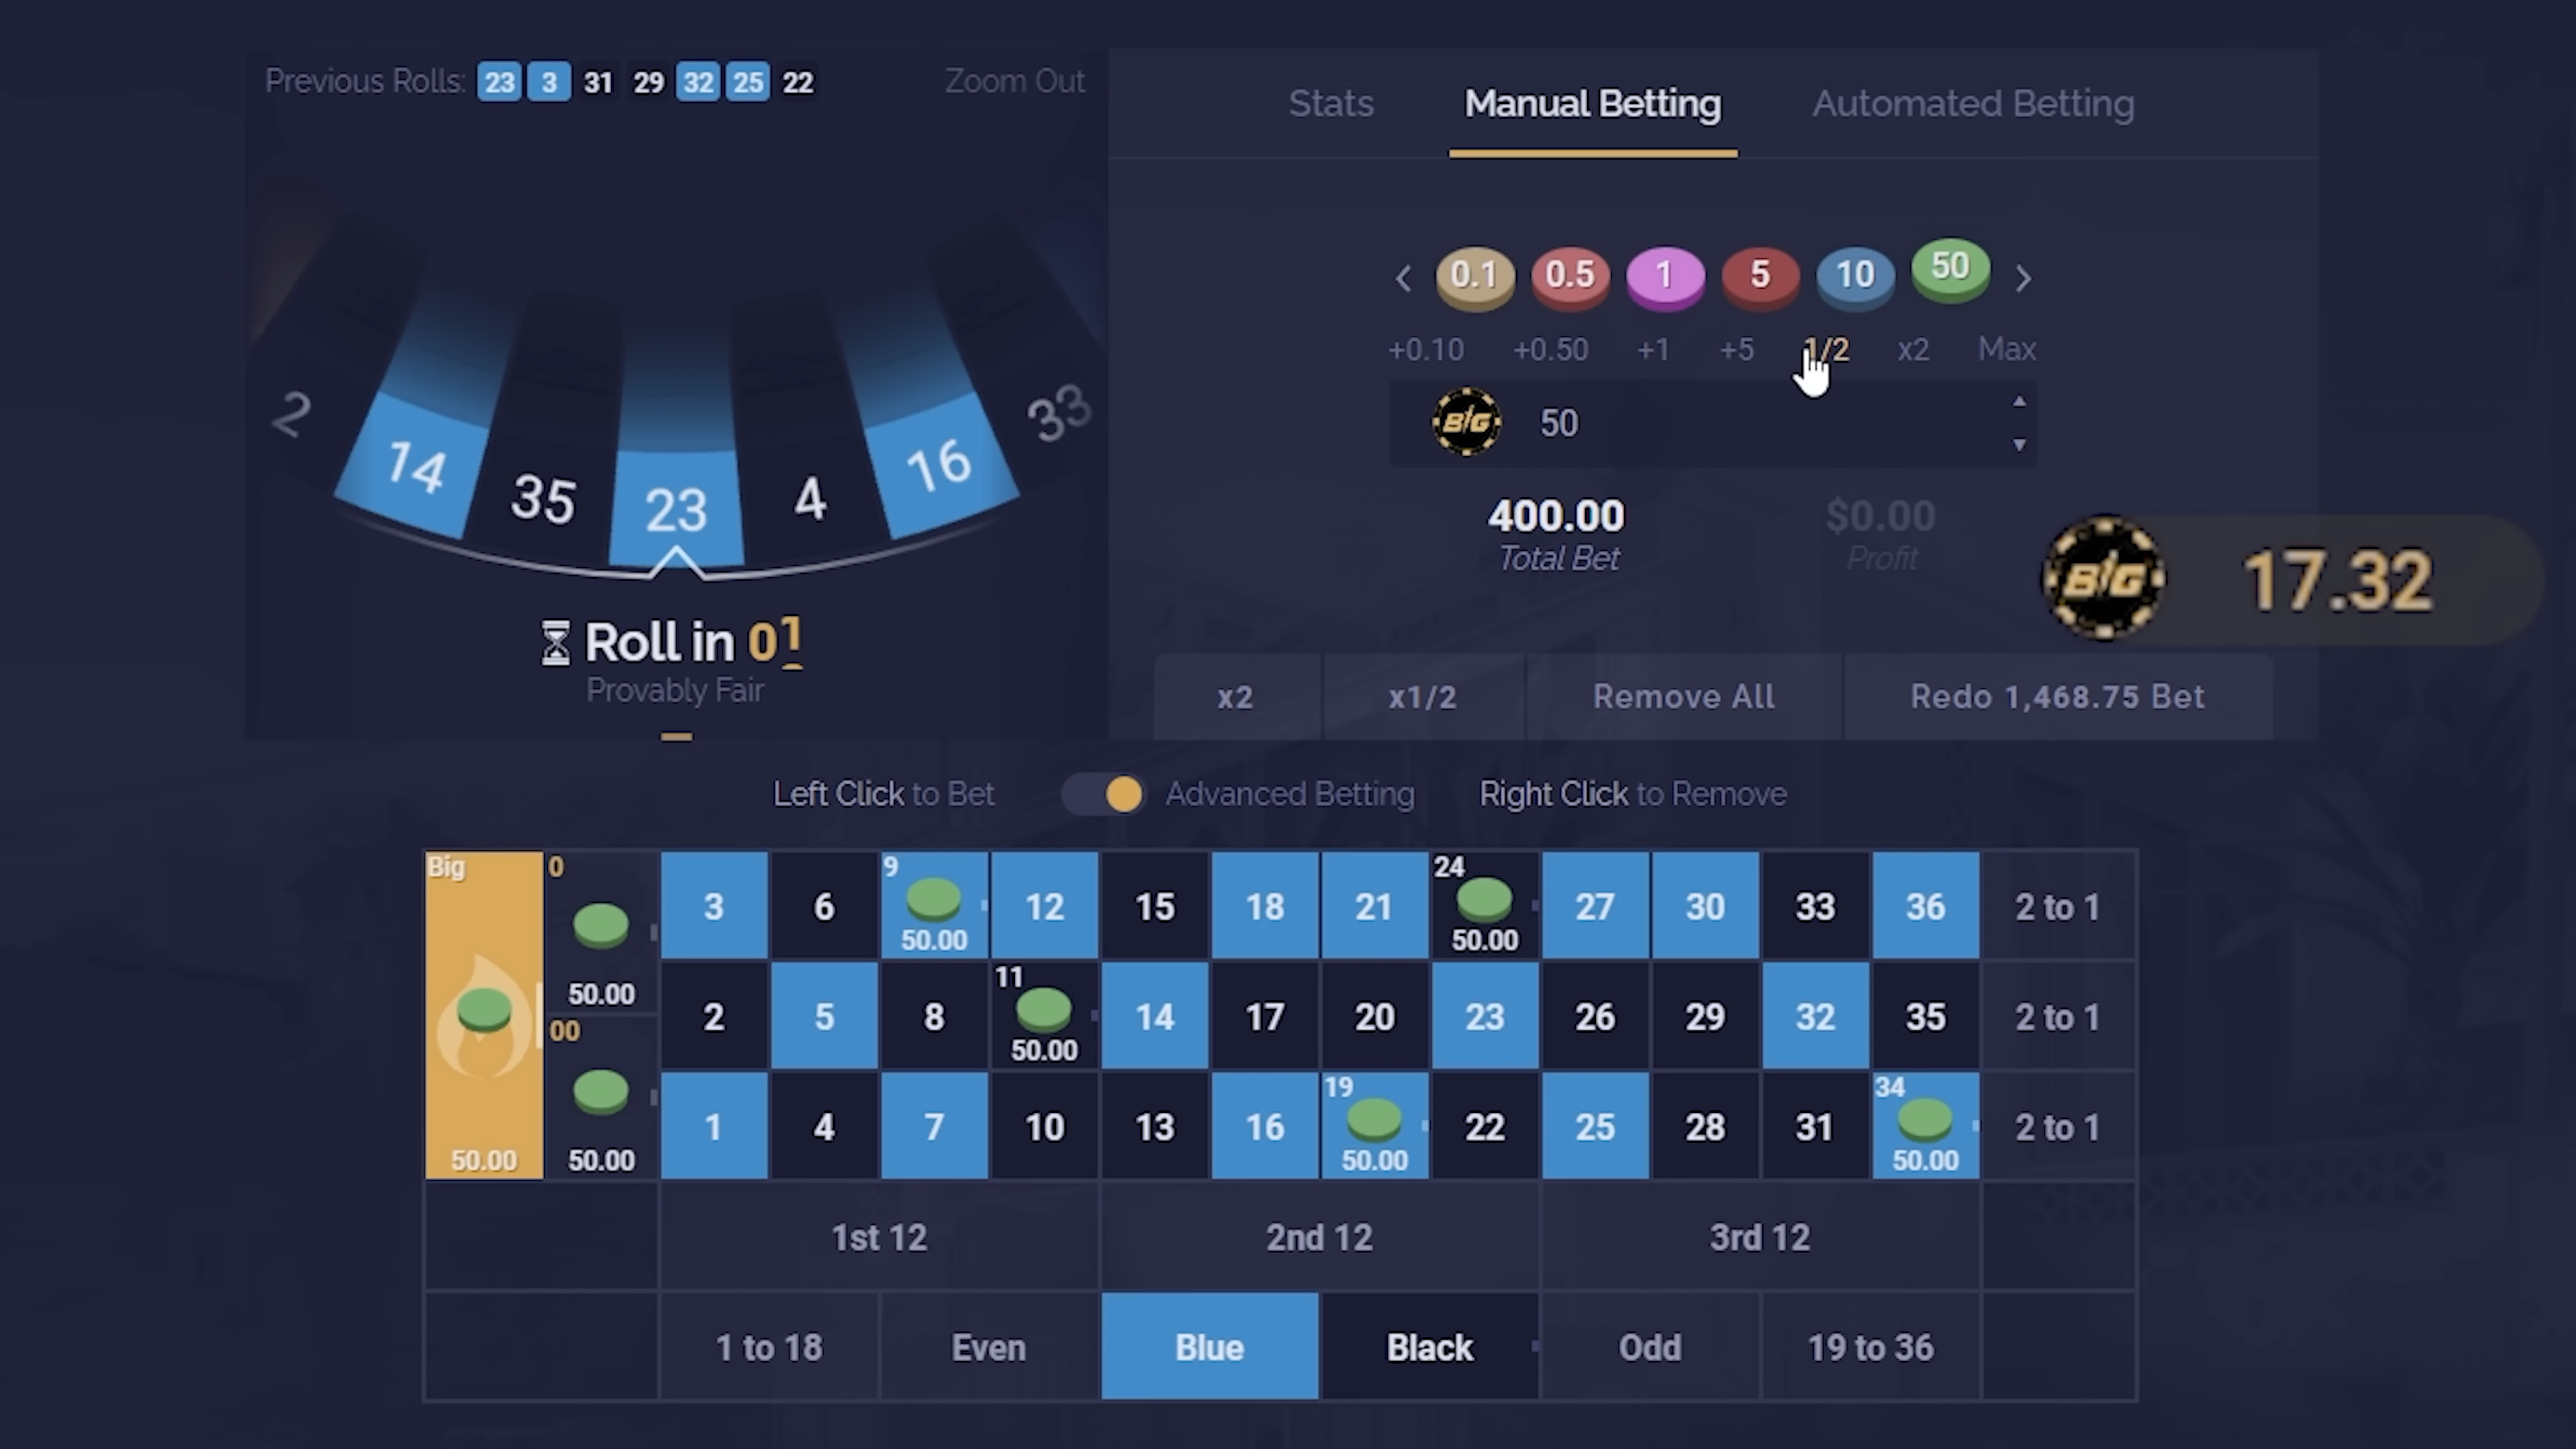 Previous Rolls: 23 3 31 29 32 25 22
Zoom Out
2 14 35 23 4 16 33
Roll in 01
Provably Fair
Stats Manual Betting Automated Betting
0.1 0.5 1 5 10 50
+0.10 +0.50 +1 +5 1/2 x2 Max
BIG 50
400.00 $0.00
Total Bet Profit
BIG 17.32
x2 x1/2 Remove All Redo 1,468.75 Bet
Left Click to Bet Advanced Betting Right Click to Remove
Big 0 3 6 9 50.00 12 15 18 21 24 50.00 27 30 33 36 2 to 1
50.00
00 2 5 8 11 50.00 14 17 20 23 26 29 32 35 2 to 1
50.00 50.00 1 4 7 10 13 16 19 50.00 22 25 28 31 34 50.00 2 to 1
1st 12 2nd 12 3rd 12
1 to 18 Even Blue Black Odd 19 to 36